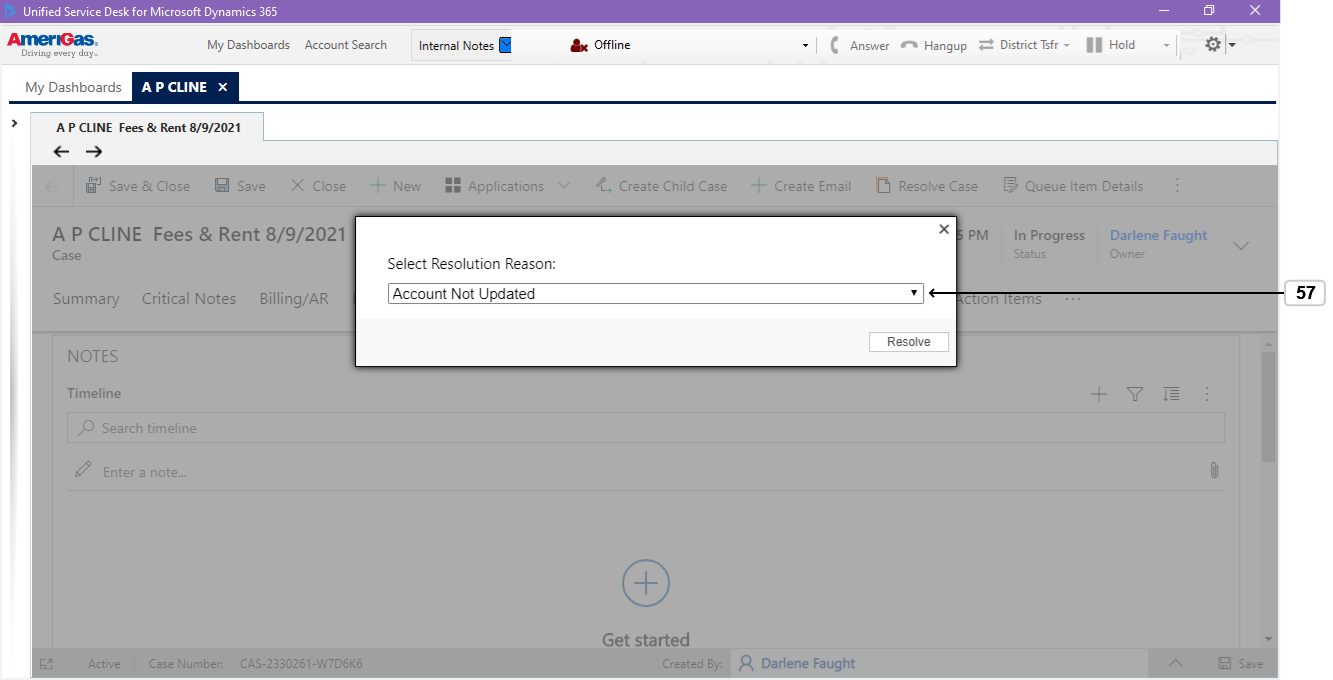 Unified Service Desk for Microsoft Dynamics 365
AmeriGas
Driving every day
My Dashboards Account Search Internal Notes Offline Answer Hangup District Tsfr Hold
My Dashboards A P CLINE
A P CLINE Fees & Rent 8/9/2021
Save & Close Save Close New Applications Create Child Case Create Email Resolve Case Queue Item Details
A P CLINE Fees & Rent 8/9/2021
Case
5 PM In Progress Darlene Faught
Status Owner
Select Resolution Reason:
Summary Critical Notes Billing/AR Account Not Updated Action Items ... 57
Resolve
NOTES
Timeline
Search timeline
Enter a note...
Get started
Active Case Number: CAS-2330261-W7D6K6 Created By: Darlene Faught Save